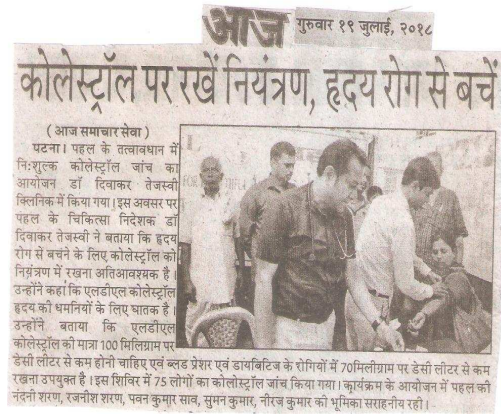 आज गुरुवार १९ जुलाई, २०१८
कोलेस्ट्रॉल पर रखें नियंत्रण, हृदय रोग से बचें
(आज समाचार सेवा)
पटना। पहल के तत्वावधान में
निःशुल्क कोलेस्ट्रॉल जांच का
आयोजन डॉ दिवाकर तेजस्वी
क्लिनिक में किया गया। इस अवसर पर
पहल के चिकित्सा निदेशक डॉ
दिवाकर तेजस्वी ने बताया कि हृदय
रोग से बचने के लिए कोलेस्ट्रॉल को
नियंत्रण में रखना अतिआवश्यक है।
उन्होंने कहा कि एलडीएल कोलेस्ट्रॉल
हृदय की धमनियों के लिए घातक है।
उन्होंने बताया कि एलडीएल
कोलेस्ट्रॉल की मात्रा 100 मिलिग्राम पर
डेसी लीटर से कम होनी चाहिए एवं ब्लड प्रेशर एवं डायबिटिज के रोगियों में 70मिलीग्राम पर डेसी लीटर से कम
रखना उपयुक्त है। इस शिविर में 75 लोगों का कोलोस्ट्रॉल जांच किया गया। कार्यक्रम के आयोजन में पहल की
नंदनी शरण, रजनीश शरण, पवन कुमार साव, सुमन कुमार, नीरज कुमार की भूमिका सराहनीय रही।